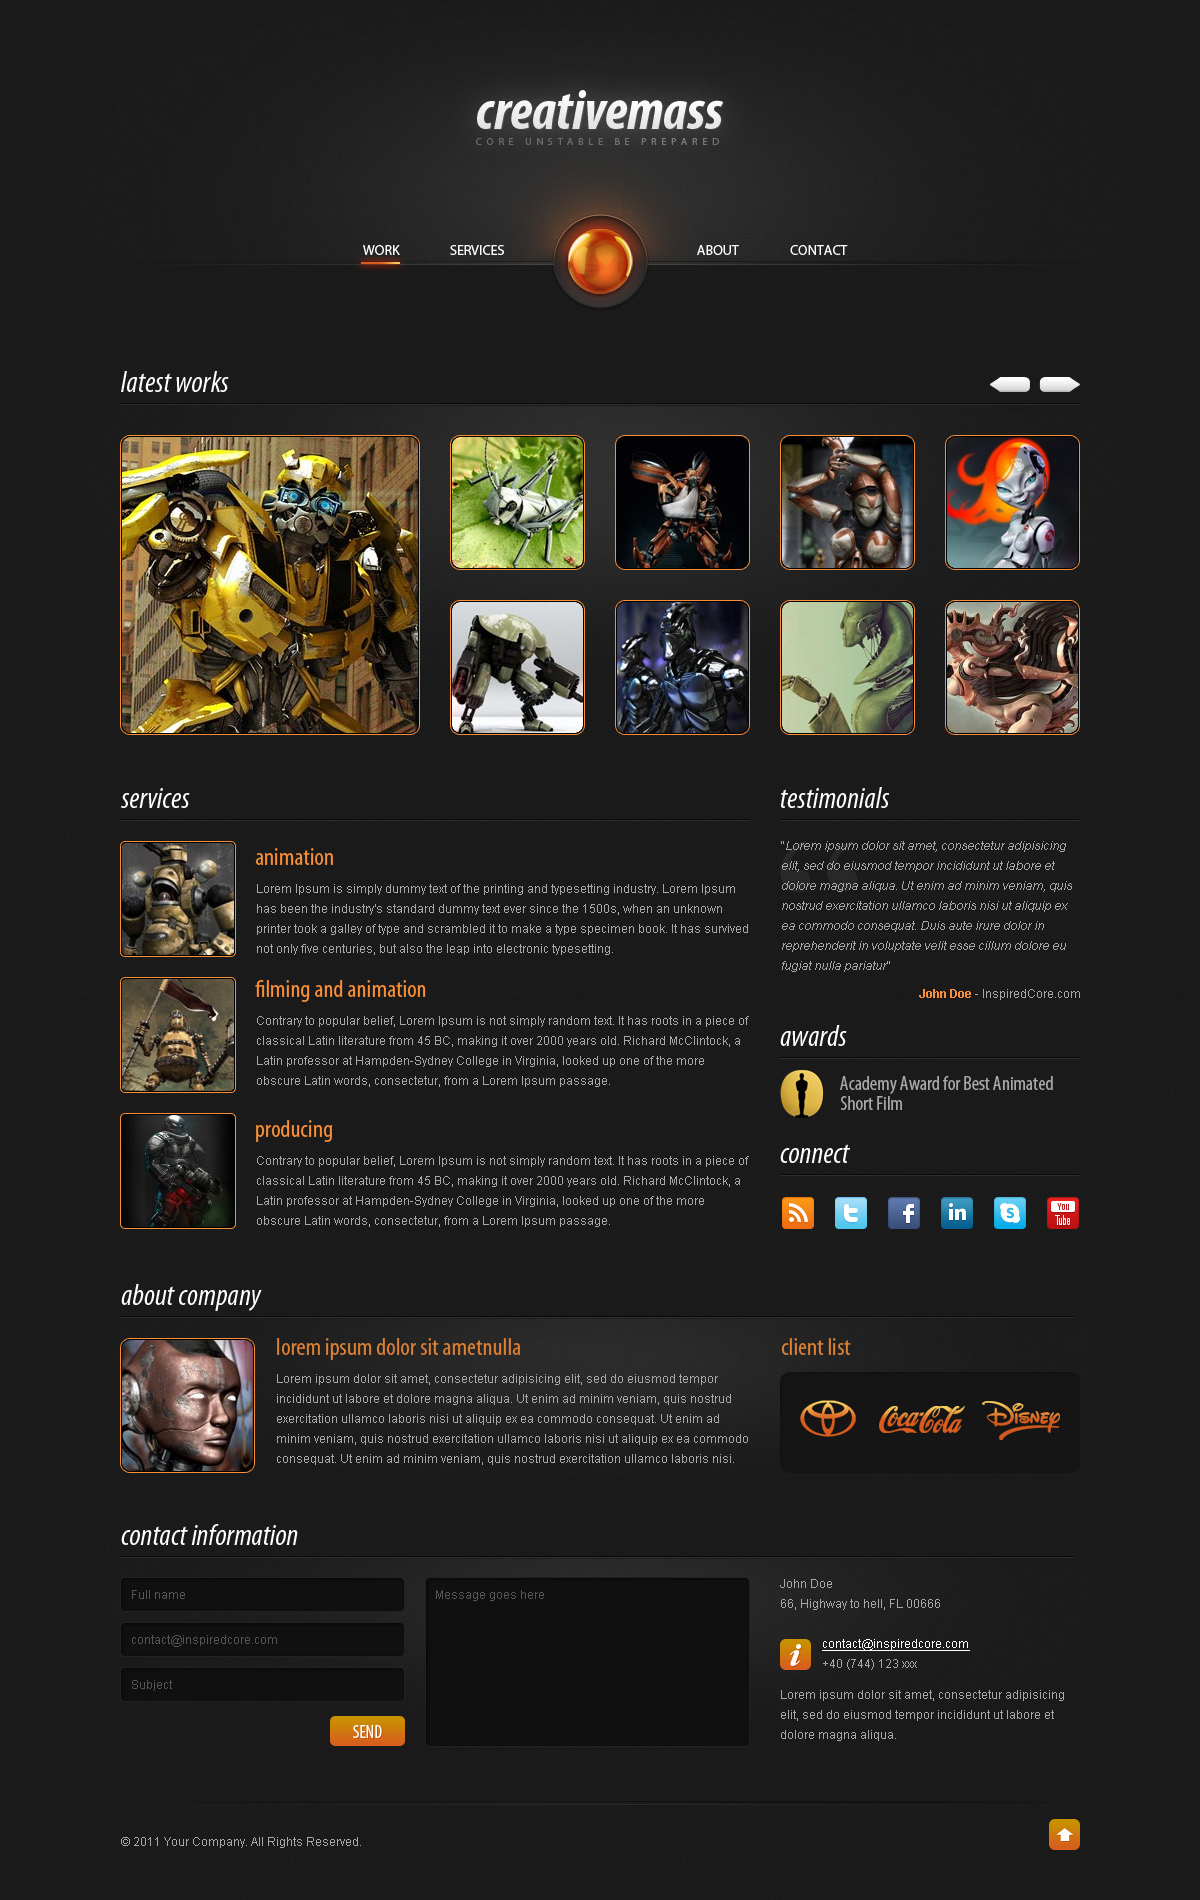 creativemass
CORE UNSTABLE BE PREPARED
WORK
SERVICES
ABOUT
CONTACT
latest works
services
animation
Lorem Ipsum is simply dummy text of the printing and typesetting industry. Lorem Ipsum
has been the industry's standard dummy text ever since the 1500s, when an unknown
printer took a galley of type and scrambled it to make a type specimen book. It has survived
not only five centuries, but also the leap into electronic typesetting.
filming and animation
Contrary to popular belief, Lorem Ipsum is not simply random text. It has roots in a piece of
classical Latin literature from 45 BC, making it over 2000 years old. Richard McClintock, a
Latin professor at Hampden-Sydney College in Virginia, looked up one of the more
obscure Latin words, consectetur, from a Lorem Ipsum passage.
producing
Contrary to popular belief, Lorem Ipsum is not simply random text. It has roots in a piece of
classical Latin literature from 45 BC, making it over 2000 years old. Richard McClintock, a
Latin professor at Hampden-Sydney College in Virginia, looked up one of the more
obscure Latin words, consectetur, from a Lorem Ipsum passage.
testimonials
"Lorem ipsum dolor sit amet, consectetur adipisicing
elit, sed do eiusmod tempor incididunt ut labore et
dolore magna aliqua. Ut enim ad minim veniam, quis
nostrud exercitation ullamco laboris nisi ut aliquip ex
ea commodo consequat. Duis aute irure dolor in
reprehenderit in voluptate velit esse cillum dolore eu
fugiat nulla pariatur"
John Doe - InspiredCore.com
awards
Academy Award for Best Animated
Short Film
connect
t
f
in
S
You
Tube
about company
lorem ipsum dolor sit ametnulla
Lorem ipsum dolor sit amet, consectetur adipisicing elit, sed do eiusmod tempor
incididunt ut labore et dolore magna aliqua. Ut enim ad minim veniam, quis nostrud
exercitation ullamco laboris nisi ut aliquip ex ea commodo consequat. Ut enim ad
minim veniam, quis nostrud exercitation ullamco laboris nisi ut aliquip ex ea commodo
consequat. Ut enim ad minim veniam, quis nostrud exercitation ullamco laboris nisi.
client list
Coca-Cola
Disney
contact information
Full name
contact@inspiredcore.com
Subject
SEND
Message goes here
John Doe
66, Highway to hell, FL 00666
i
contact@inspiredcore.com
+40 (744) 123 xxx
Lorem ipsum dolor sit amet, consectetur adipisicing
elit, sed do eiusmod tempor incididunt ut labore et
dolore magna aliqua.
© 2011 Your Company. All Rights Reserved.